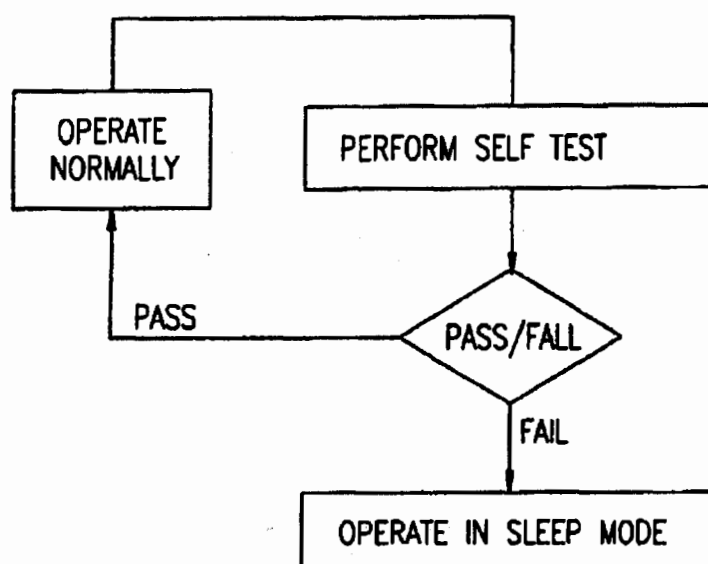 OPERATE
NORMALLY
PERFORM SELF TEST
PASS
PASS/FALL
FAIL
OPERATE IN SLEEP MODE